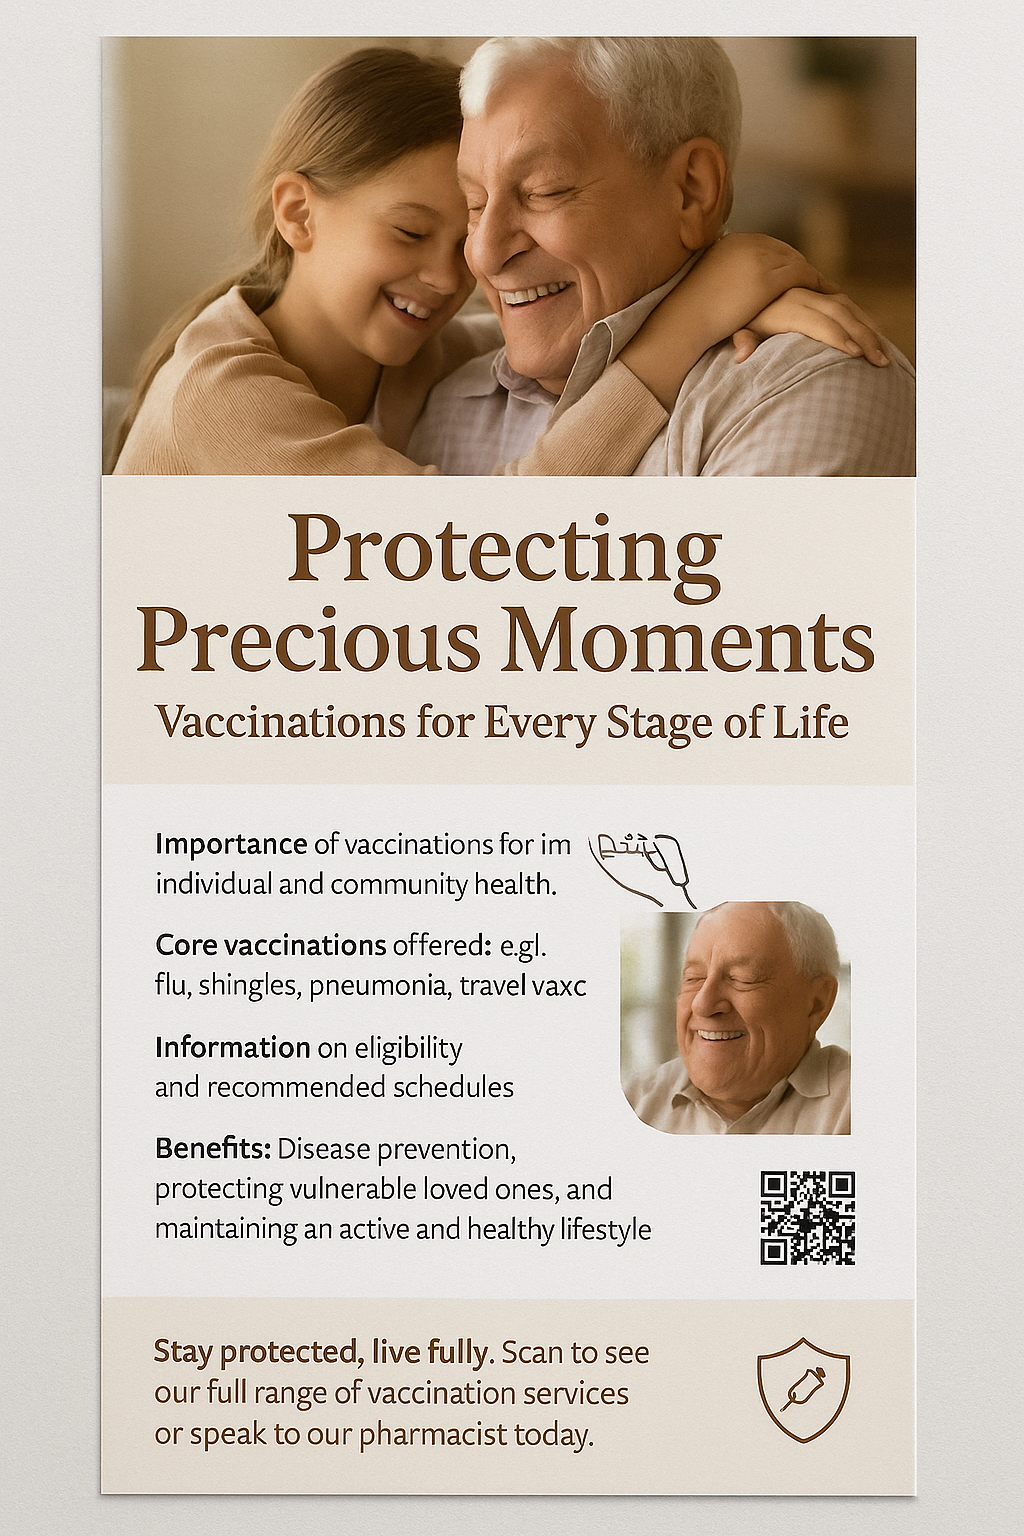 Protecting
Precious Moments
Vaccinations for Every Stage of Life
Importance of vaccinations for im
individual and community health.
Core vaccinations offered: e.gl.
flu, shingles, pneumonia, travel vaxc
Information on eligibility
and recommended schedules
Benefits: Disease prevention,
protecting vulnerable loved ones, and
maintaining an active and healthy lifestyle
Stay protected, live fully. Scan to see
our full range of vaccination services
or speak to our pharmacist today.